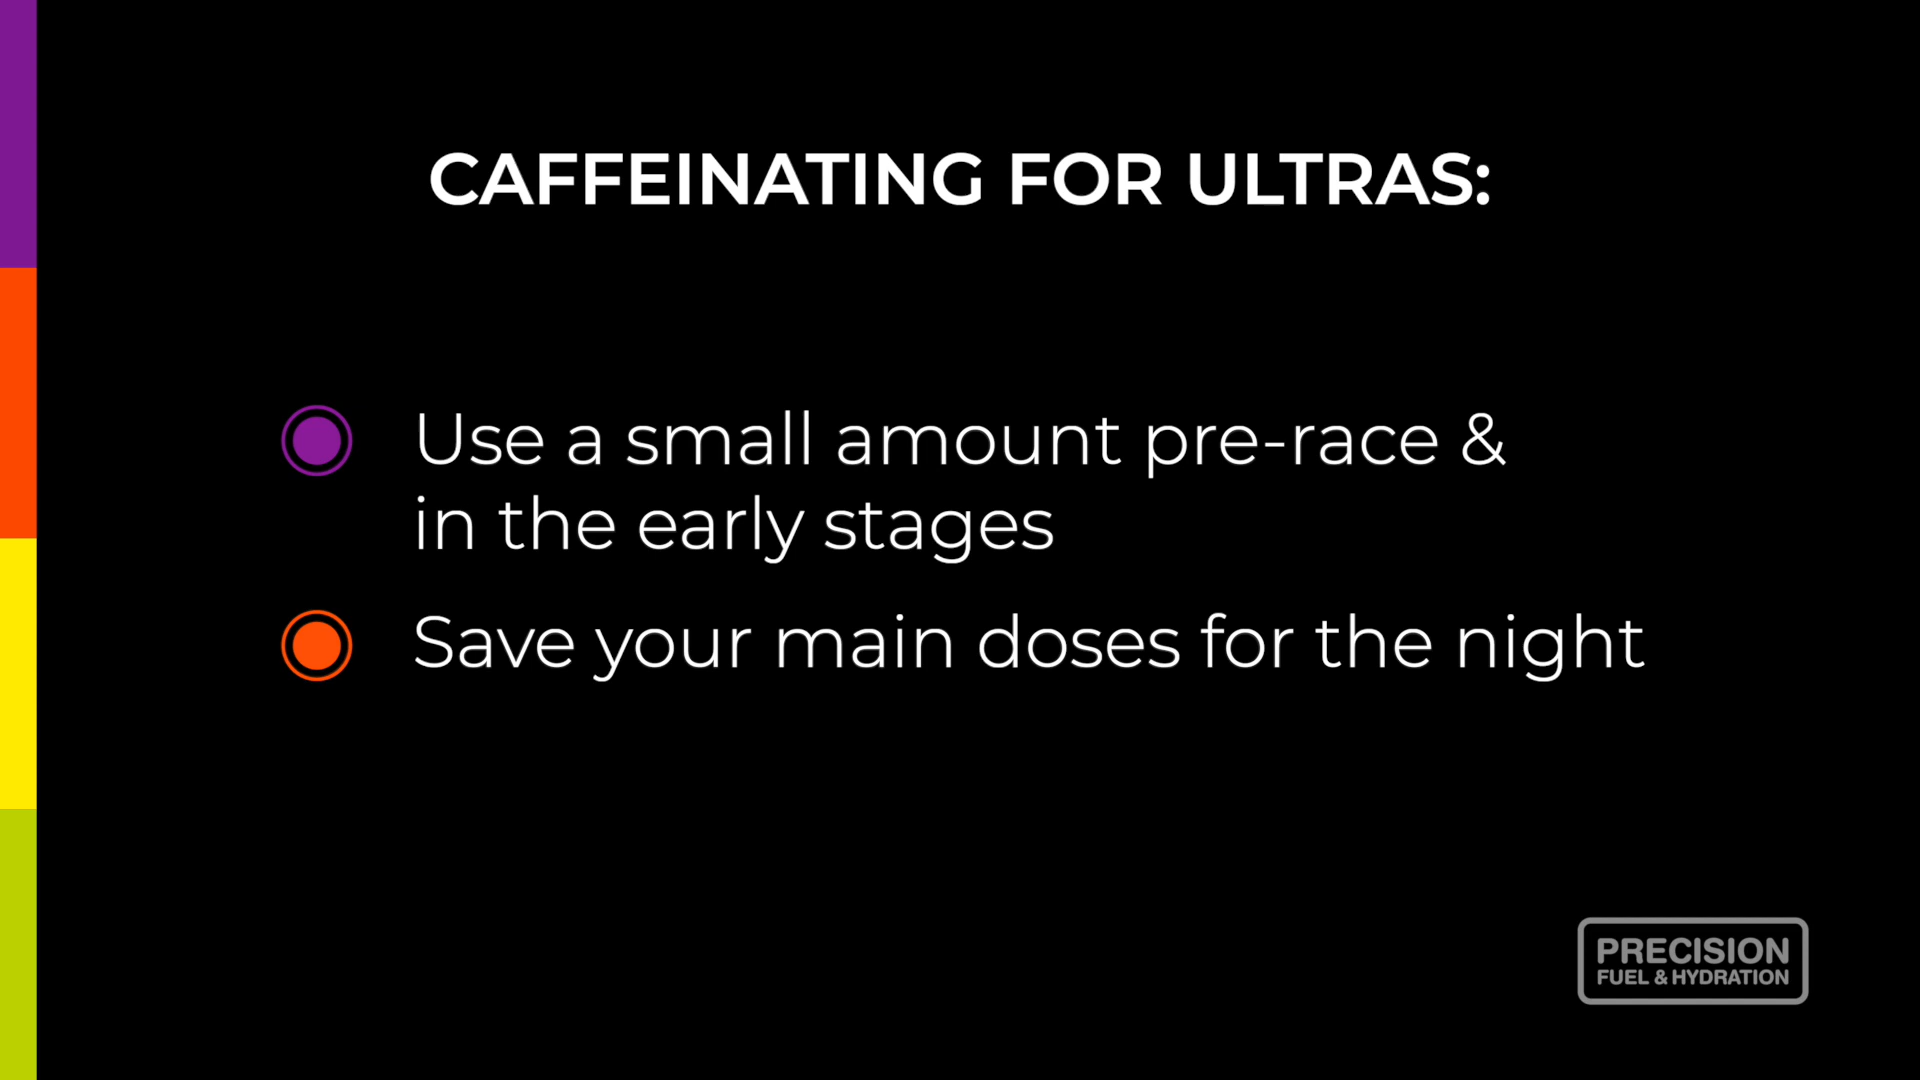 CAFFEINATING FOR ULTRAS:
Use a small amount pre-race &
in the early stages
Save your main doses for the night
PRECISION
FUEL & HYDRATION